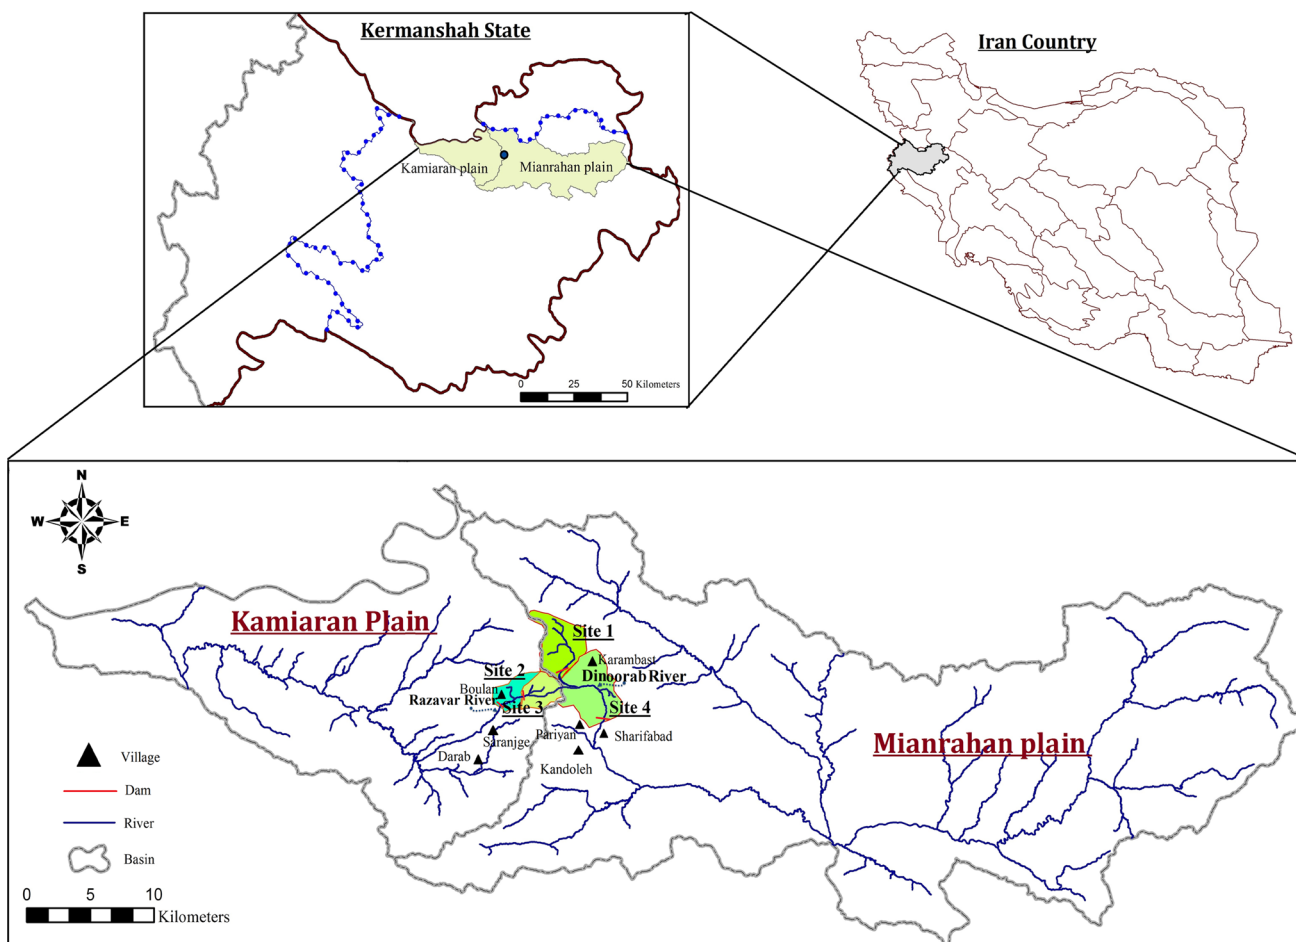 Kermanshah State
Iran Country
Kamiaran plain
Mianrahan plain
0 25 50 Kilometers
N
W E
S
Kamiaran Plain
Site 1
Karambast
Site 2
Dinoorab River
Boulan
Razavar River
Site 3
Site 4
Pariyan
Sharifabad
Saranjge
Mianrahan plain
Darab
Kandoleh
Village
Dam
River
Basin
0 5 10
Kilometers